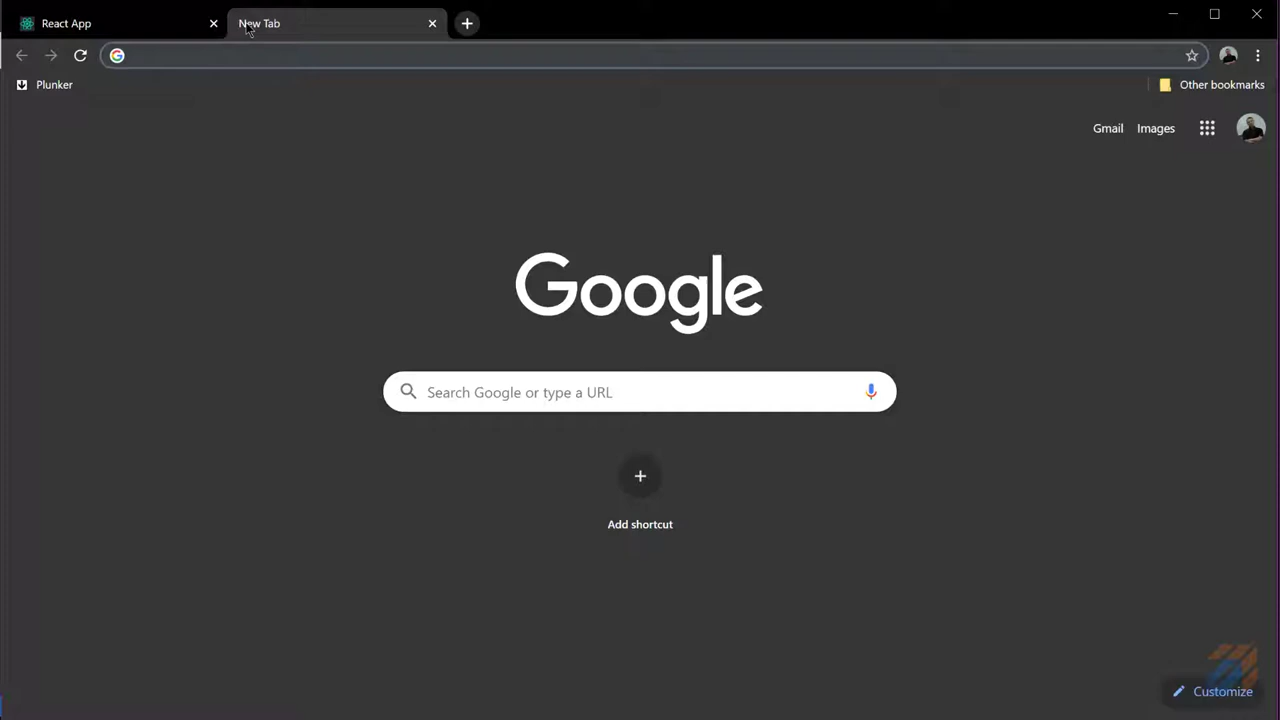 React App
New Tab
Plunker
Other bookmarks
Gmail Images
Google
Search Google or type a URL
Add shortcut
Customize